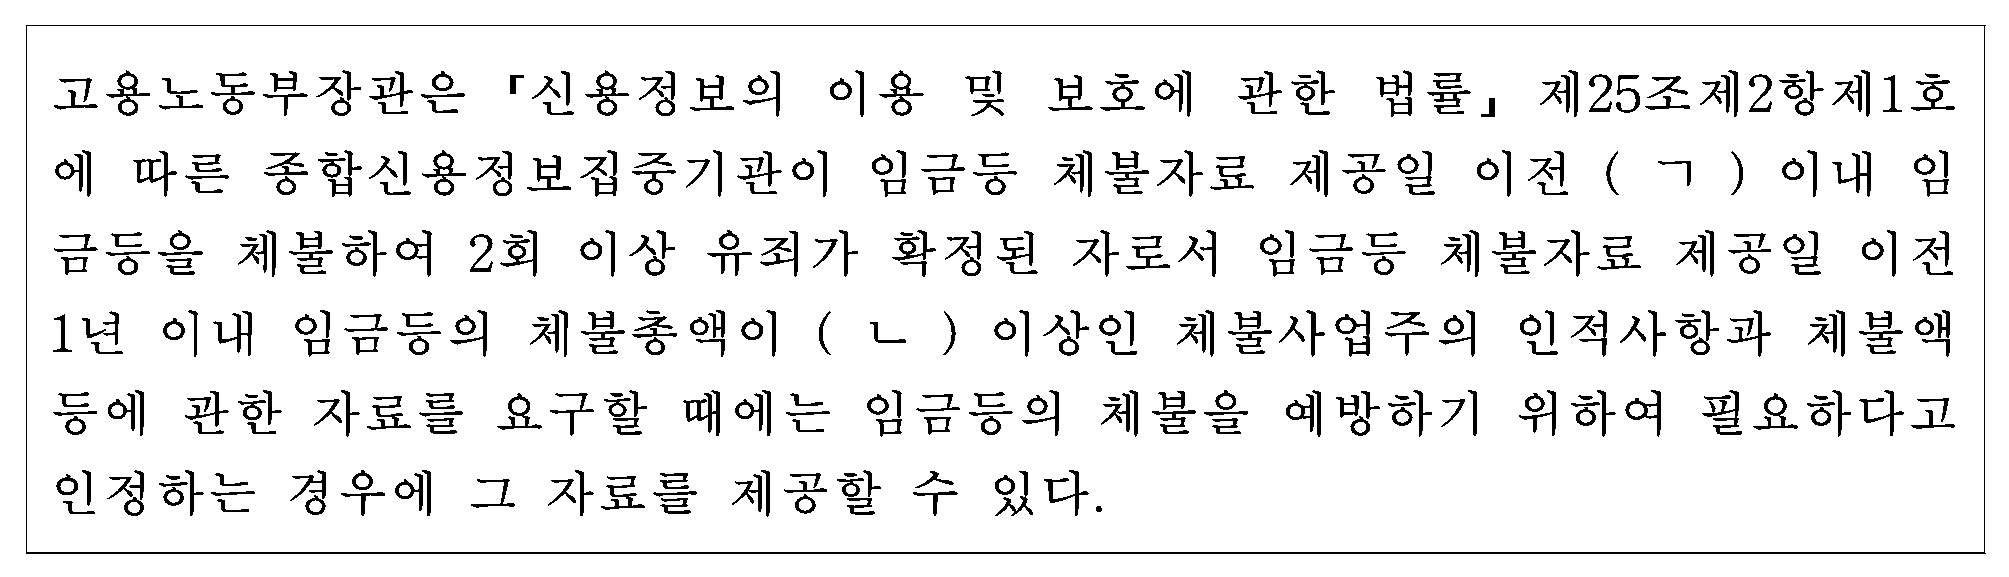 고용노동부장관은 「신용정보의 이용 및 보호에 관한 법률」 제25조제2항제1호
에 따른 종합신용정보집중기관이 임금등 체불자료 제공일 이전 ( ㄱ ) 이내 임
금등을 체불하여 2회 이상 유죄가 확정된 자로서 임금등 체불자료 제공일 이전
1년 이내 임금등의 체불총액이 ( ㄴ ) 이상인 체불사업주의 인적사항과 체불액
등에 관한 자료를 요구할 때에는 임금등의 체불을 예방하기 위하여 필요하다고
인정하는 경우에 그 자료를 제공할 수 있다.